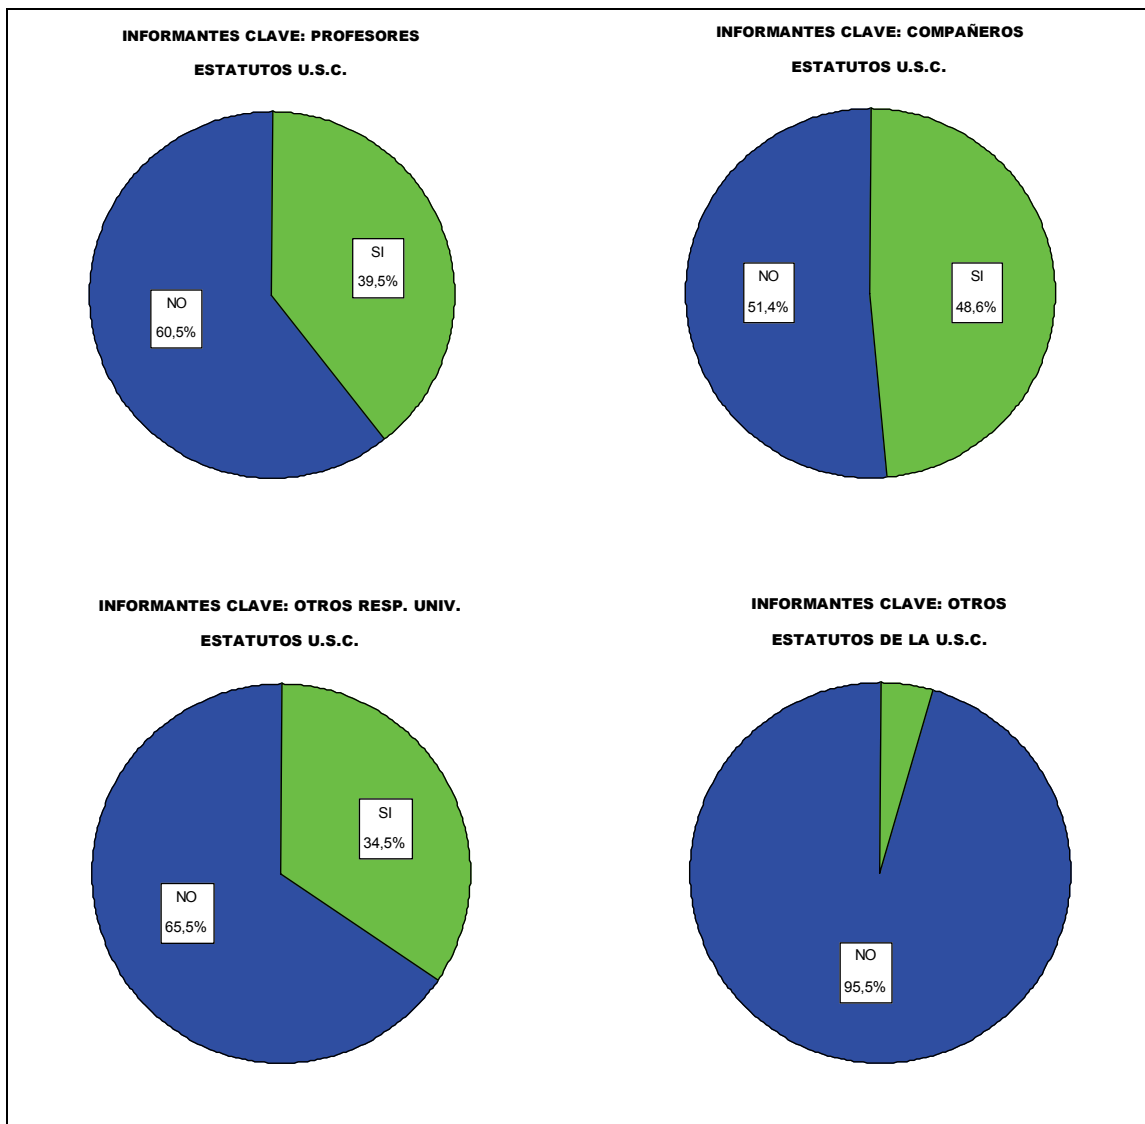 INFORMANTES CLAVE: PROFESORES
ESTATUTOS U.S.C.
SI
39,5%
NO
60,5%
INFORMANTES CLAVE: COMPAÑEROS
ESTATUTOS U.S.C.
NO
51,4%
SI
48,6%
INFORMANTES CLAVE: OTROS RESP. UNIV.
ESTATUTOS U.S.C.
SI
34,5%
NO
65,5%
INFORMANTES CLAVE: OTROS
ESTATUTOS DE LA U.S.C.
NO
95,5%